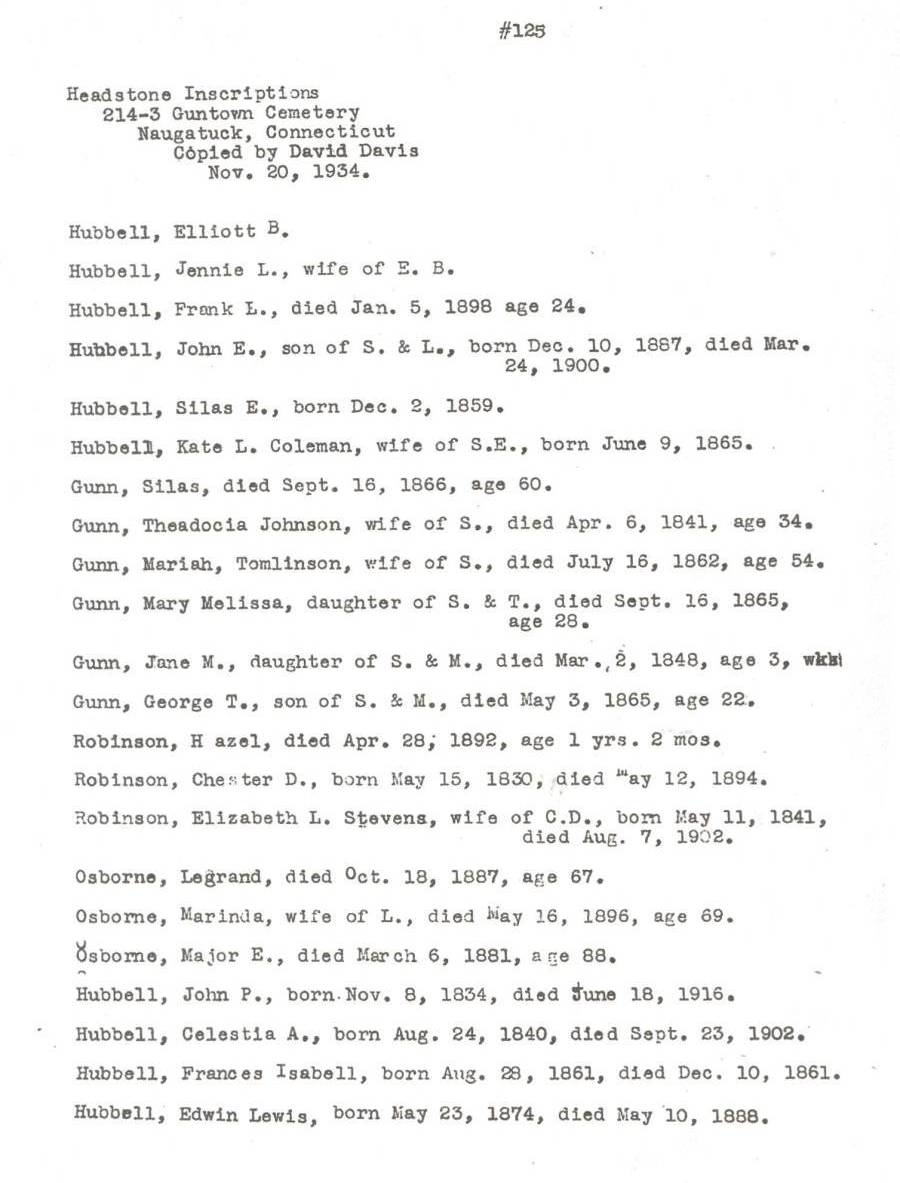 #125
Headstone Inscriptions
214-3 Guntown Cemetery
Naugatuck, Connecticut
Copied by David Davis
Nov. 20, 1934.
Hubbell, Elliott B.
Hubbell, Jennie L., wife of E. B.
Hubbell, Frank L., died Jan. 5, 1898 age 24.
Hubbell, John E., son of S. & L., born Dec. 10, 1887, died Mar.
24, 1900.
Hubbell, Silas E., born Dec. 2, 1859.
Hubbell, Kate L. Coleman, wife of S.E., born June 9, 1865.
Gunn, Silas, died Sept. 16, 1866, age 60.
Gunn, Theadocia Johnson, wife of S., died Apr. 6, 1841, age 34.
Gunn, Mariah, Tomlinson, wife of S., died July 16, 1862, age 54.
Gunn, Mary Melissa, daughter of S. & T., died Sept. 16, 1865,
age 28.
Gunn, Jane M., daughter of S. & M., died Mar. 2, 1848, age 3,
Gunn, George T., son of S. & M., died May 3, 1865, age 22.
Robinson, H azel, died Apr. 28, 1892, age 1 yrs. 2 mos.
Robinson, Chester D., born May 15, 1830, died May 12, 1894.
Robinson, Elizabeth L. Stevens, wife of C.D., born May 11, 1841,
died Aug. 7, 1902.
Osborne, Legrand, died Oct. 18, 1887, age 67.
Osborne, Marinda, wife of L., died May 16, 1896, age 69.
Osborne, Major E., died March 6, 1881, age 88.
Hubbell, John P., born Nov. 8, 1834, died June 18, 1916.
Hubbell, Celestia A., born Aug. 24, 1840, died Sept. 23, 1902.
Hubbell, Frances Isabell, born Aug. 28, 1861, died Dec. 10, 1861.
Hubbell, Edwin Lewis, born May 23, 1874, died May 10, 1888.